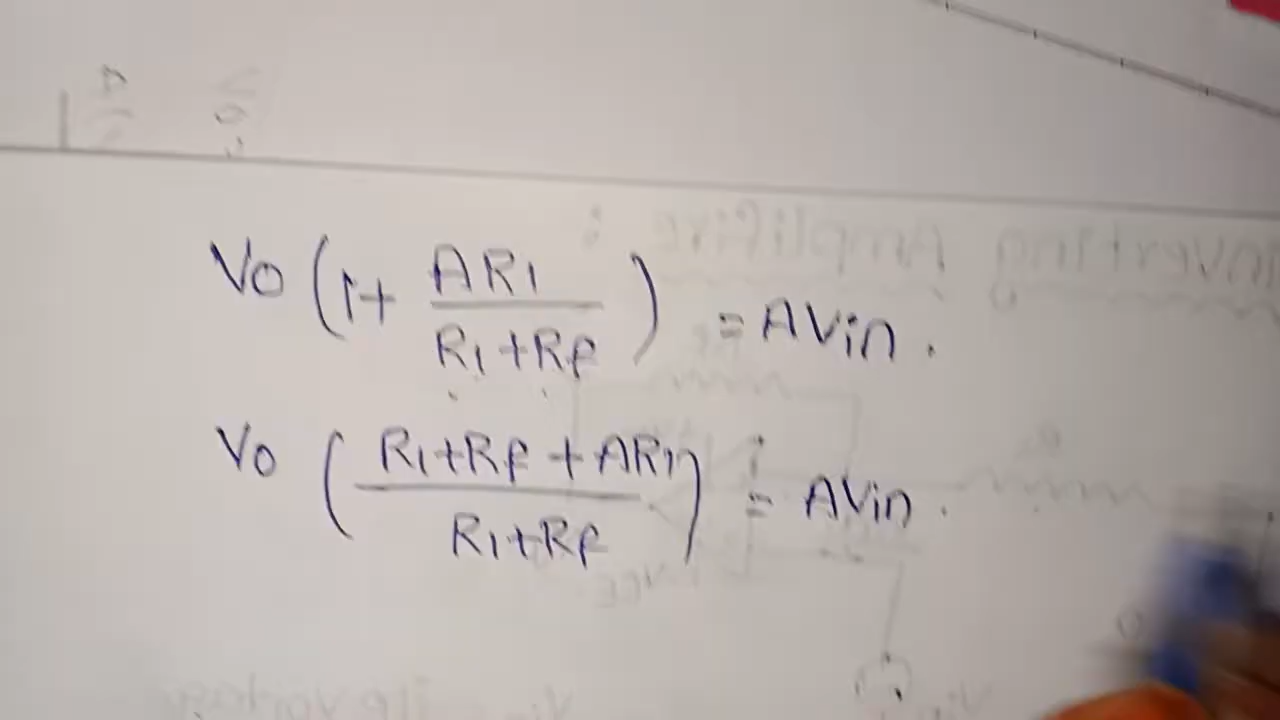 Vo (1+ AR1 / R1+Rf) = AVin.
Vo (R1+Rf+AR1 / R1+Rf) = AVin.